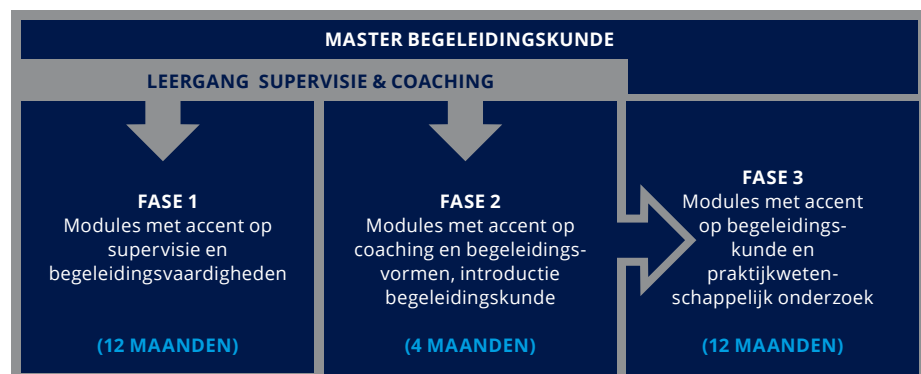 MASTER BEGELEIDINGSKUNDE
LEERGANG SUPERVISIE & COACHING
FASE 1
Modules met accent op
supervisie en
begeleidingsvaardigheden
(12 MAANDEN)
FASE 2
Modules met accent op
coaching en begeleidings-
vormen, introductie
begeleidingskunde
(4 MAANDEN)
FASE 3
Modules met accent
op begeleidings-
kunde en
praktijkweten-
schappelijk onderzoek
(12 MAANDEN)